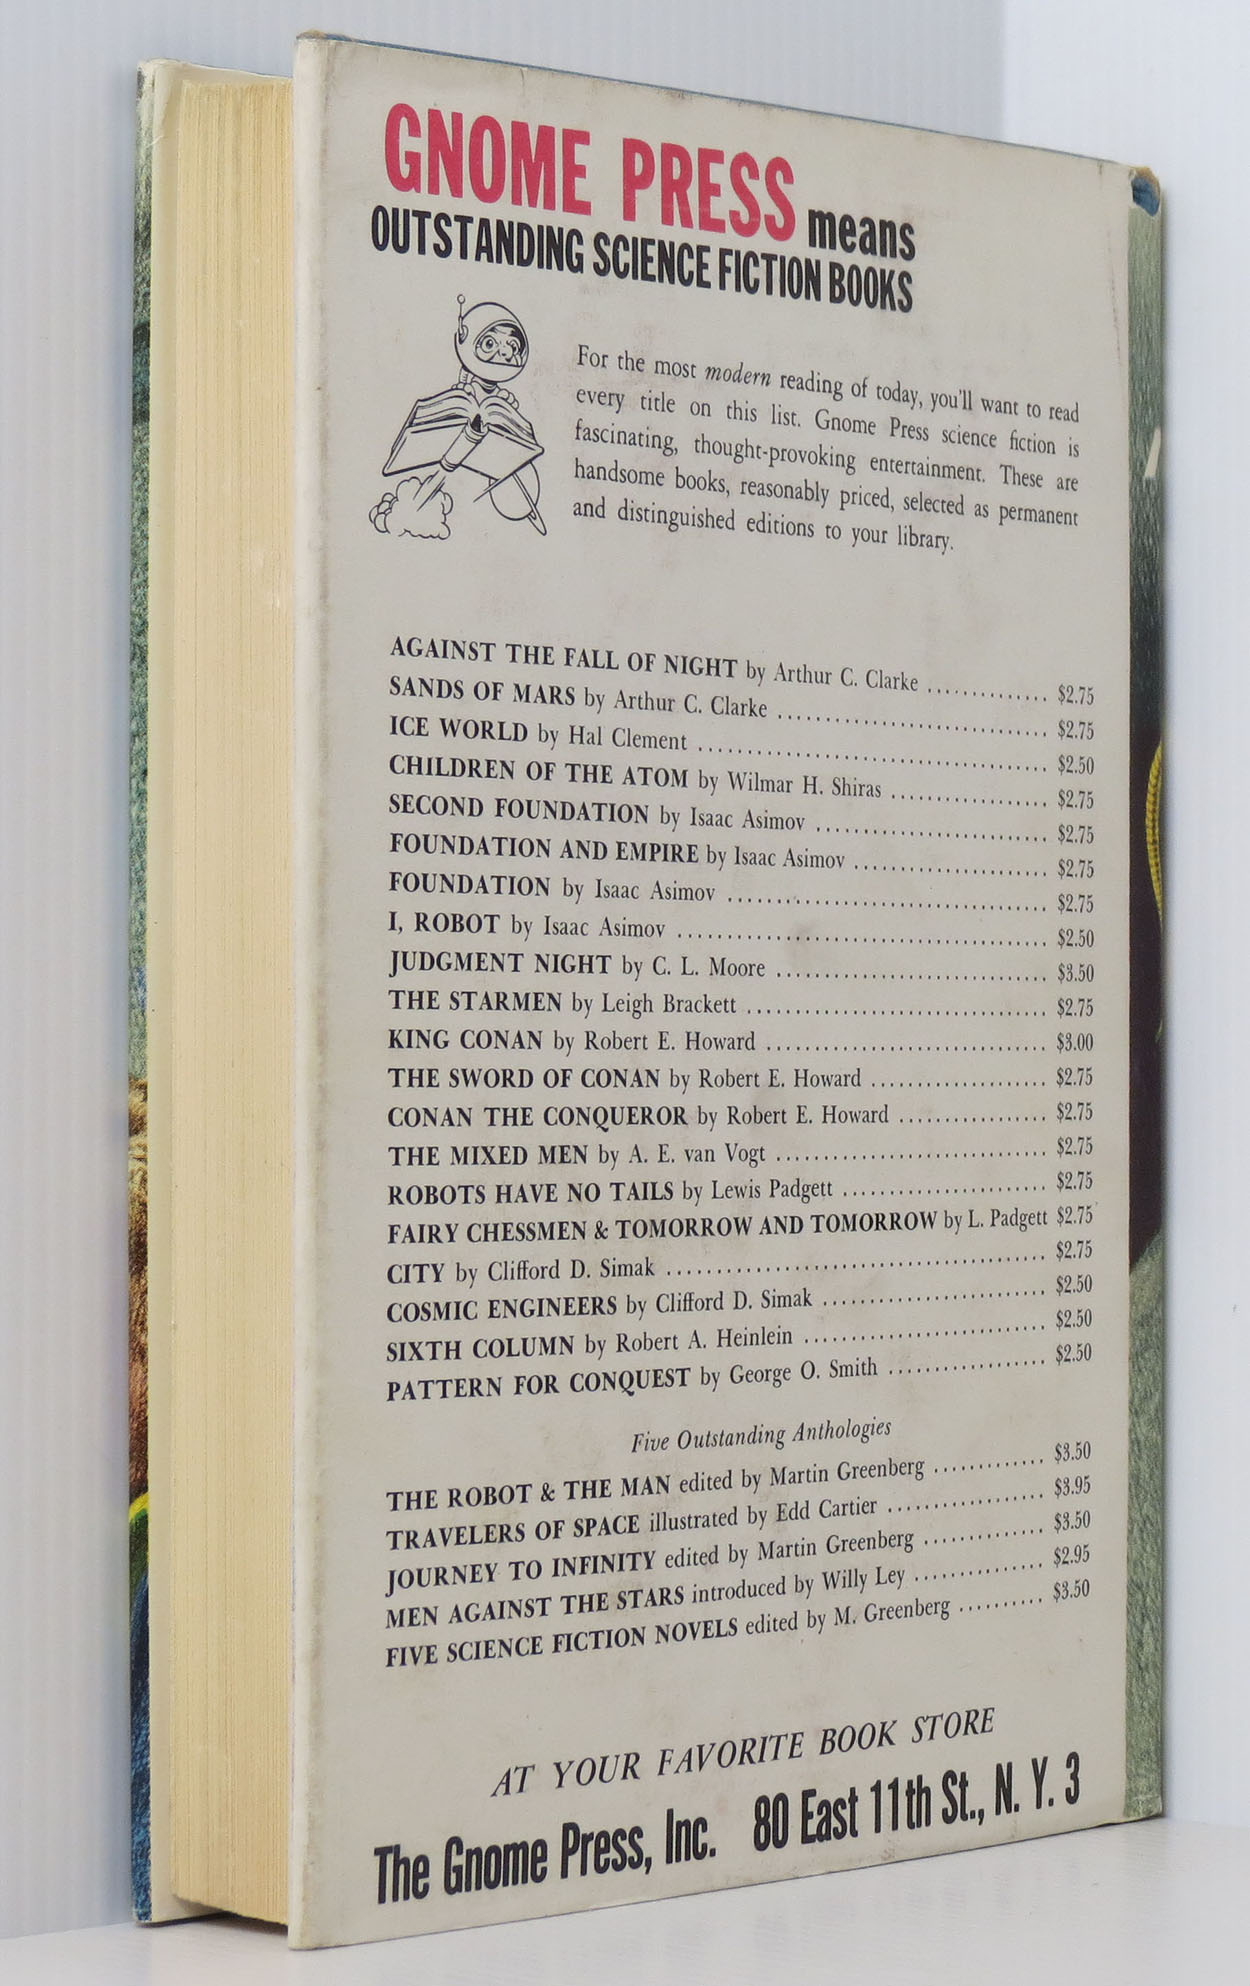 GNOME PRESS means
OUTSTANDING SCIENCE FICTION BOOKS
For the most modern reading of today, you'll want to read
every title on this list. Gnome Press science fiction is
fascinating, thought-provoking entertainment. These are
handsome books, reasonably priced, selected as permanent
and distinguished editions to your library.
AGAINST THE FALL OF NIGHT by Arthur C. Clarke .............. $2.75
SANDS OF MARS by Arthur C. Clarke .............................. $2.75
ICE WORLD by Hal Clement ....................................... $2.50
CHILDREN OF THE ATOM by Wilmar H. Shiras .................. $2.75
SECOND FOUNDATION by Isaac Asimov .......................... $2.75
FOUNDATION AND EMPIRE by Isaac Asimov ...................... $2.75
FOUNDATION by Isaac Asimov .................................... $2.75
I, ROBOT by Isaac Asimov .......................................... $2.50
JUDGMENT NIGHT by C. L. Moore ............................... $3.50
THE STARMEN by Leigh Brackett .................................. $2.75
KING CONAN by Robert E. Howard ................................ $3.00
THE SWORD OF CONAN by Robert E. Howard .................... $2.75
CONAN THE CONQUEROR by Robert E. Howard ................. $2.75
THE MIXED MEN by A. E. van Vogt ............................... $2.75
ROBOTS HAVE NO TAILS by Lewis Padgett ....................... $2.75
FAIRY CHESSMEN & TOMORROW AND TOMORROW by L. Padgett $2.75
CITY by Clifford D. Simak ........................................... $2.75
COSMIC ENGINEERS by Clifford D. Simak ......................... $2.50
SIXTH COLUMN by Robert A. Heinlein ........................... $2.50
PATTERN FOR CONQUEST by George O. Smith .................. $2.50
Five Outstanding Anthologies
THE ROBOT & THE MAN edited by Martin Greenberg ............. $3.50
TRAVELERS OF SPACE illustrated by Edd Cartier .................. $3.95
JOURNEY TO INFINITY edited by Martin Greenberg .............. $3.50
MEN AGAINST THE STARS introduced by Willy Ley ............... $2.95
FIVE SCIENCE FICTION NOVELS edited by M. Greenberg .......... $3.50
AT YOUR FAVORITE BOOK STORE
The Gnome Press, Inc. 80 East 11th St., N. Y. 3